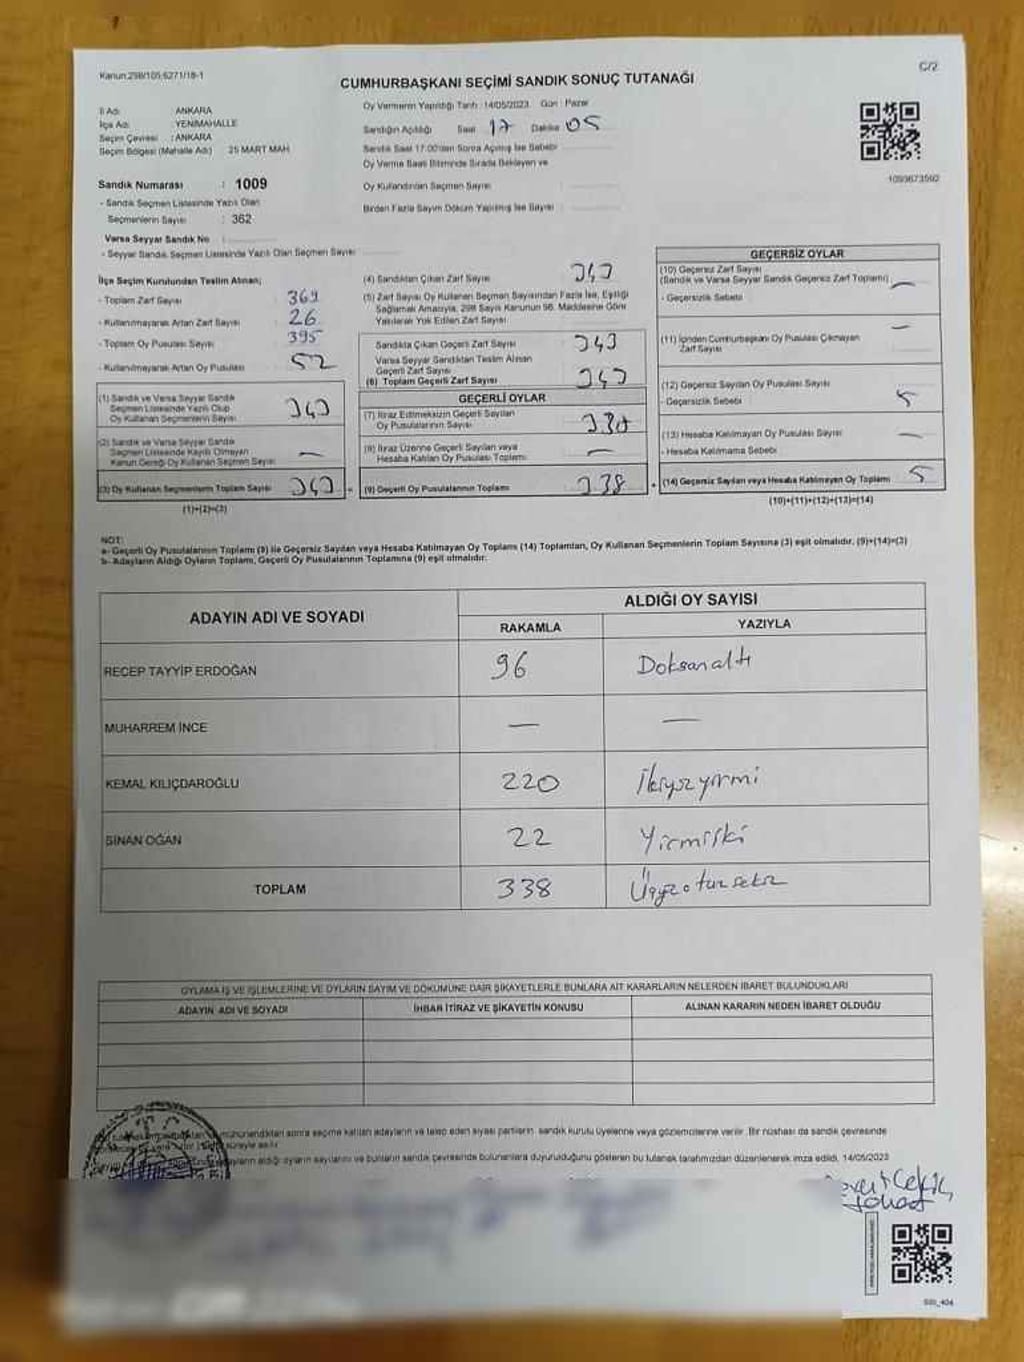 Kanun:298/105;6271/18-1
C/2
CUMHURBAŞKANI SEÇİMİ SANDIK SONUÇ TUTANAĞI
İl Adı : ANKARA
İlçe Adı : YENİMAHALLE
Seçim Çevresi : ANKARA
Seçim Bölgesi (Mahalle Adı) 25 MART MAH
Oy Vermenin Yapıldığı Tarih :14/05/2023 Gün : Pazar
Sandığın Açıldığı Saat 17 Dakika 05
Sandık Saat 17:00'den Sonra Açılmış İse Sebebi
Oy Verme Saati Bitiminde Sırada Bekleyen ve
Oy Kullandırılan Seçmen Sayısı
Birden Fazla Sayım Döküm Yapılmış İse Sayısı
1093673502
Sandık Numarası : 1009
- Sandık Seçmen Listesinde Yazılı Olan
Seçmenlerin Sayısı : 362
Varsa Seyyar Sandık No :
- Seyyar Sandık Seçmen Listesinde Yazılı Olan Seçmen Sayısı
İlçe Seçim Kurulundan Teslim Alınan;
- Toplam Zarf Sayısı 369
- Kullanılmayarak Artan Zarf Sayısı 26
- Toplam Oy Pusulası Sayısı 395
- Kullanılmayarak Artan Oy Pusulası 52
(1) Sandık ve Varsa Seyyar Sandık
Seçmen Listesinde Yazılı Olup
Oy Kullanan Seçmenlerin Sayısı 343
(2) Sandık ve Varsa Seyyar Sandık
Seçmen Listesinde Kayıtlı Olmayan
Kanun Gereği Oy Kullanan Seçmen Sayısı —
(3) Oy Kullanan Seçmenlerin Toplam Sayısı 343 =
(1)+(2)=(3)
(4) Sandıktan Çıkan Zarf Sayısı 343
(5) Zarf Sayısı Oy Kullanan Seçmen Sayısından Fazla İse, Eşitliği
Sağlamak Amacıyla, 298 Sayılı Kanunun 98. Maddesine Göre
Yakılarak Yok Edilen Zarf Sayısı
Sandıkta Çıkan Geçerli Zarf Sayısı 343
Varsa Seyyar Sandıktan Teslim Alınan
Geçerli Zarf Sayısı
(6) Toplam Geçerli Zarf Sayısı 343
GEÇERLİ OYLAR
(7) İtiraz Edilmeksizin Geçerli Sayılan
Oy Pusulalarının Sayısı 338
(8) İtiraz Üzerine Geçerli Sayılan veya
Hesaba Katılan Oy Pusulası Toplamı —
(9) Geçerli Oy Pusulalarının Toplamı 338 +
GEÇERSİZ OYLAR
(10) Geçersiz Zarf Sayısı
(Sandık ve Varsa Seyyar Sandık Geçersiz Zarf Toplamı) —
- Geçersizlik Sebebi
(11) İçinden Cumhurbaşkanı Oy Pusulası Çıkmayan
Zarf Sayısı —
(12) Geçersiz Sayılan Oy Pusulası Sayısı 5
- Geçersizlik Sebebi
(13) Hesaba Katılmayan Oy Pusulası Sayısı —
- Hesaba Katılmama Sebebi
(14) Geçersiz Sayılan veya Hesaba Katılmayan Oy Toplamı 5
(10)+(11)+(12)+(13)=(14)
NOT:
a- Geçerli Oy Pusulalarının Toplamı (9) ile Geçersiz Sayılan veya Hesaba Katılmayan Oy Toplamı (14) Toplamları, Oy Kullanan Seçmenlerin Toplam Sayısına (3) eşit olmalıdır. (9)+(14)=(3)
b- Adayların Aldığı Oyların Toplamı, Geçerli Oy Pusulalarının Toplamına (9) eşit olmalıdır.
ADAYIN ADI VE SOYADI
ALDIĞI OY SAYISI
RAKAMLA YAZIYLA
RECEP TAYYİP ERDOĞAN 96 Doksanaltı
MUHARREM İNCE — —
KEMAL KILIÇDAROĞLU 220 İkiyüzyirmi
SİNAN OĞAN 22 Yirmiiki
TOPLAM 338 Üçyüzotuzsekiz
OYLAMA İŞ VE İŞLEMLERİNE VE OYLARIN SAYIM VE DÖKÜMÜNE DAİR ŞİKAYETLERLE BUNLARA AİT KARARLARIN NELERDEN İBARET BULUNDUKLARI
ADAYIN ADI VE SOYADI İHBAR İTİRAZ VE ŞİKAYETİN KONUSU ALINAN KARARIN NEDEN İBARET OLDUĞU
sonra seçime katılan adayların ve talep eden siyasi partilerin, sandık kurulu üyelerine veya gözlemcilerine verilir. Bir nüshası da sandık çevresinde
aldığı oyların sayılarını ve bunların sandık çevresinde bulunanlara duyurulduğunu gösteren bu tutanak tarafımızdan düzenlenerek imza edildi. 14/05/2023